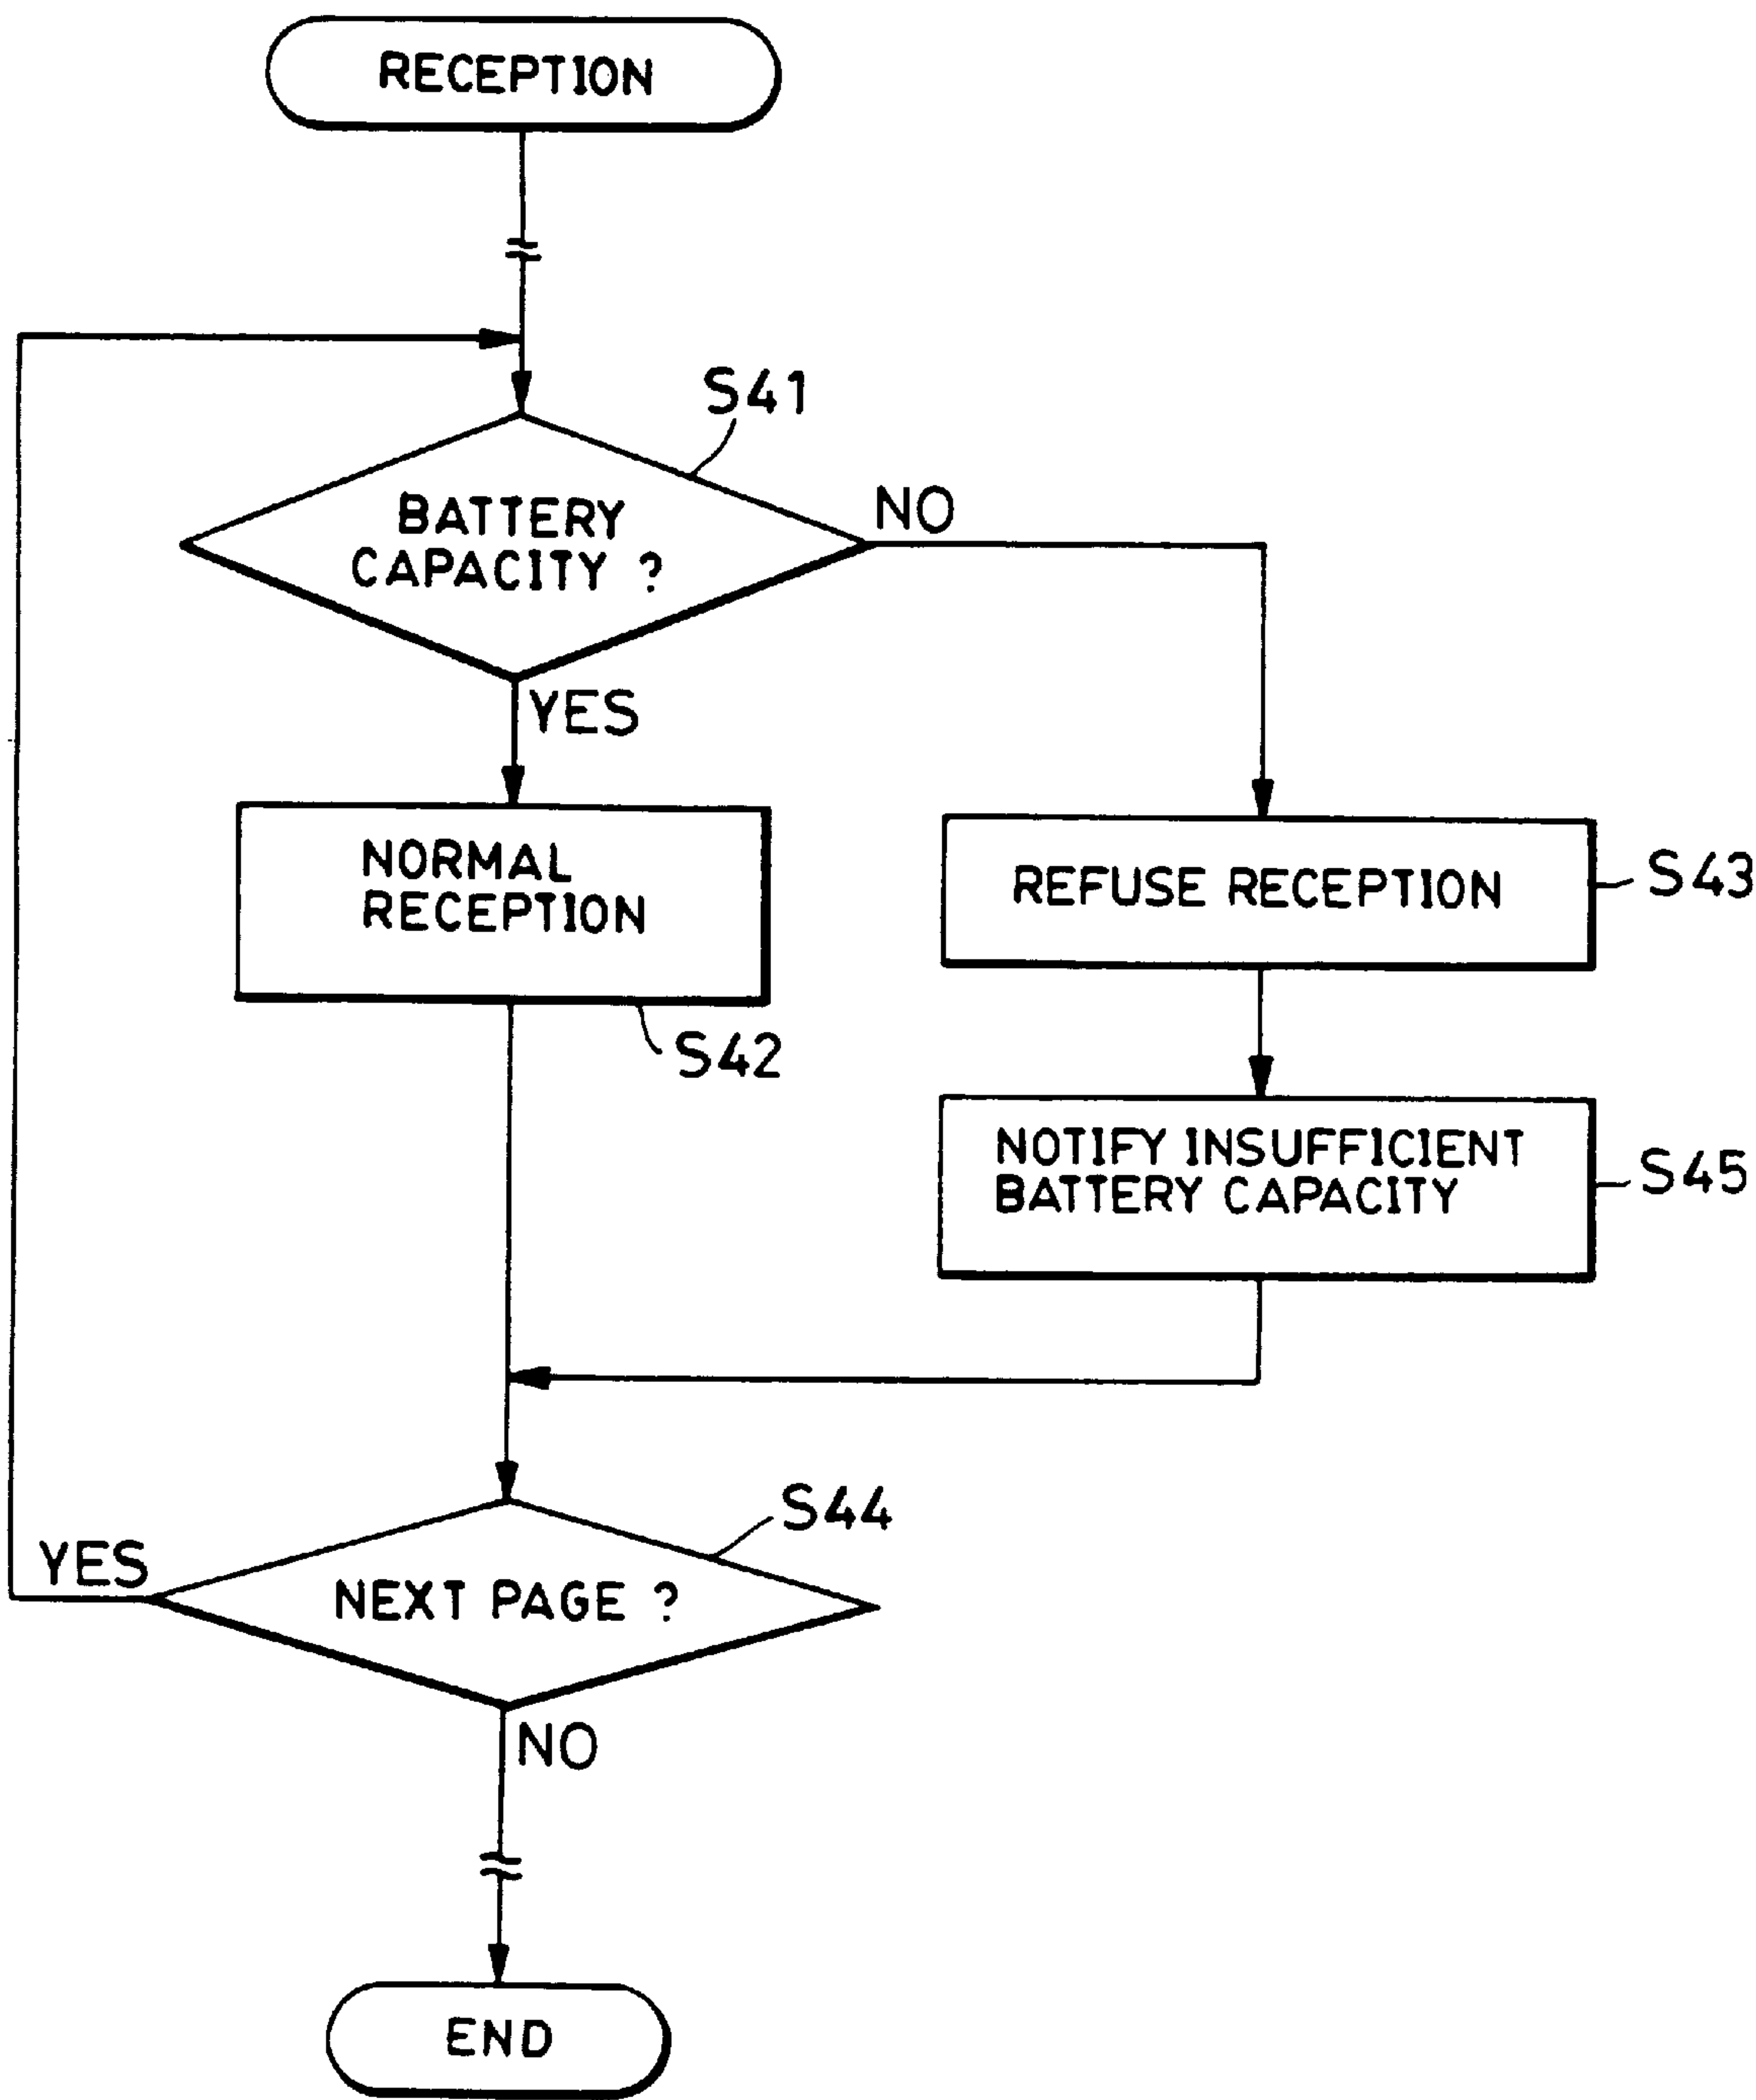 RECEPTION
S41
BATTERY
CAPACITY ?
NO
YES
NORMAL
RECEPTION
S42
REFUSE RECEPTION
S43
NOTIFY INSUFFICIENT
BATTERY CAPACITY
S45
S44
YES
NEXT PAGE ?
NO
END